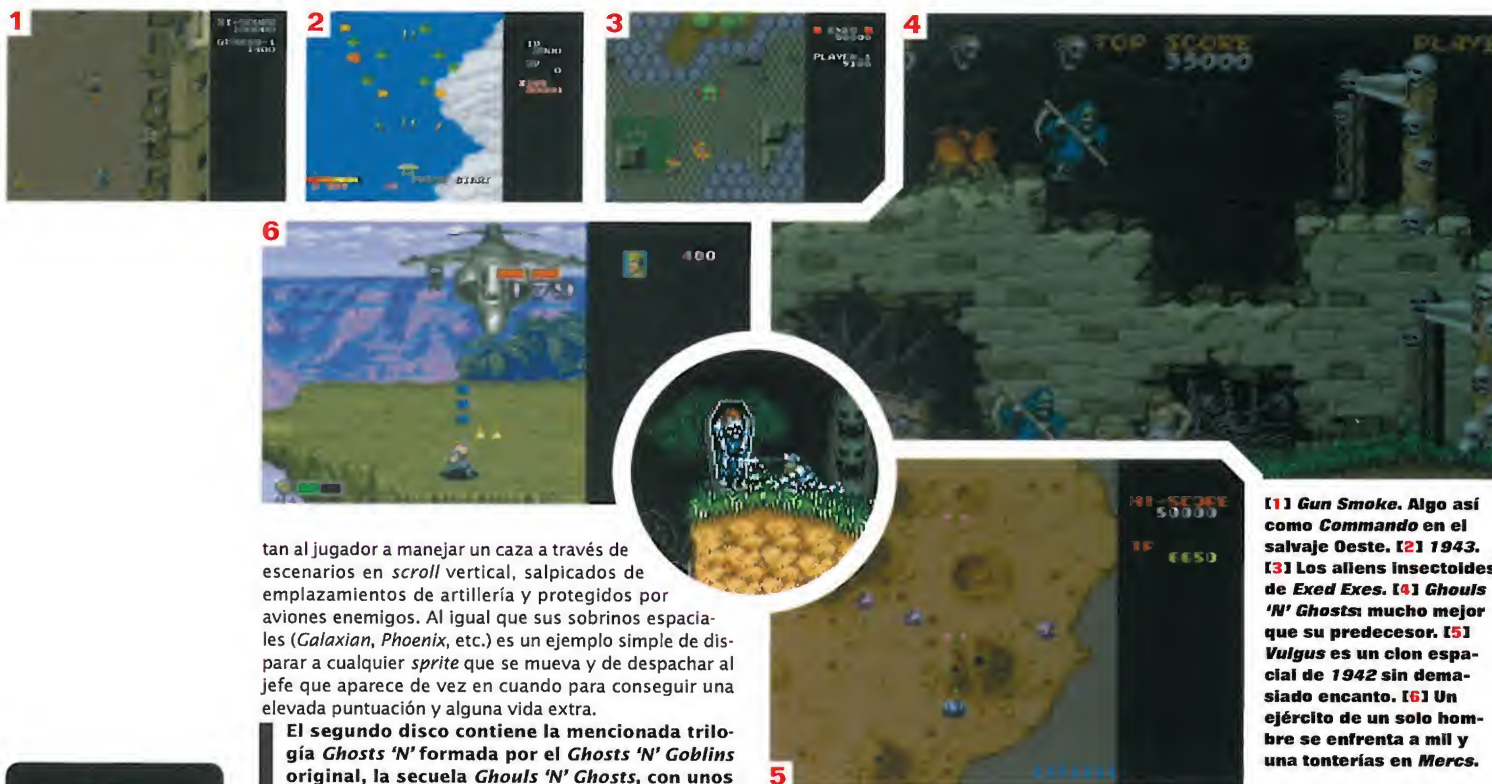 1
2
3
4
TOP SCORE
35000
PLAYER 1
6
400
179
tan al jugador a manejar un caza a través de
escenarios en scroll vertical, salpicados de
emplazamientos de artillería y protegidos por
aviones enemigos. Al igual que sus sobrinos espacia-
les (Galaxian, Phoenix, etc.) es un ejemplo simple de dis-
parar a cualquier sprite que se mueva y de despachar al
jefe que aparece de vez en cuando para conseguir una
elevada puntuación y alguna vida extra.
El segundo disco contiene la mencionada trilo-
gía Ghosts 'N' formada por el Ghosts 'N' Goblins
original, la secuela Ghouls 'N' Ghosts, con unos
5
HI-SCORE
50000
1P
6650
[1] Gun Smoke. Algo así
como Commando en el
salvaje Oeste. [2] 1943.
[3] Los aliens insectoides
de Exed Exes. [4] Ghouls
'N' Ghosts: mucho mejor
que su predecesor. [5]
Vulgus es un clon espa-
cial de 1942 sin dema-
siado encanto. [6] Un
ejército de un solo hom-
bre se enfrenta a mil y
una tonterías en Mercs.